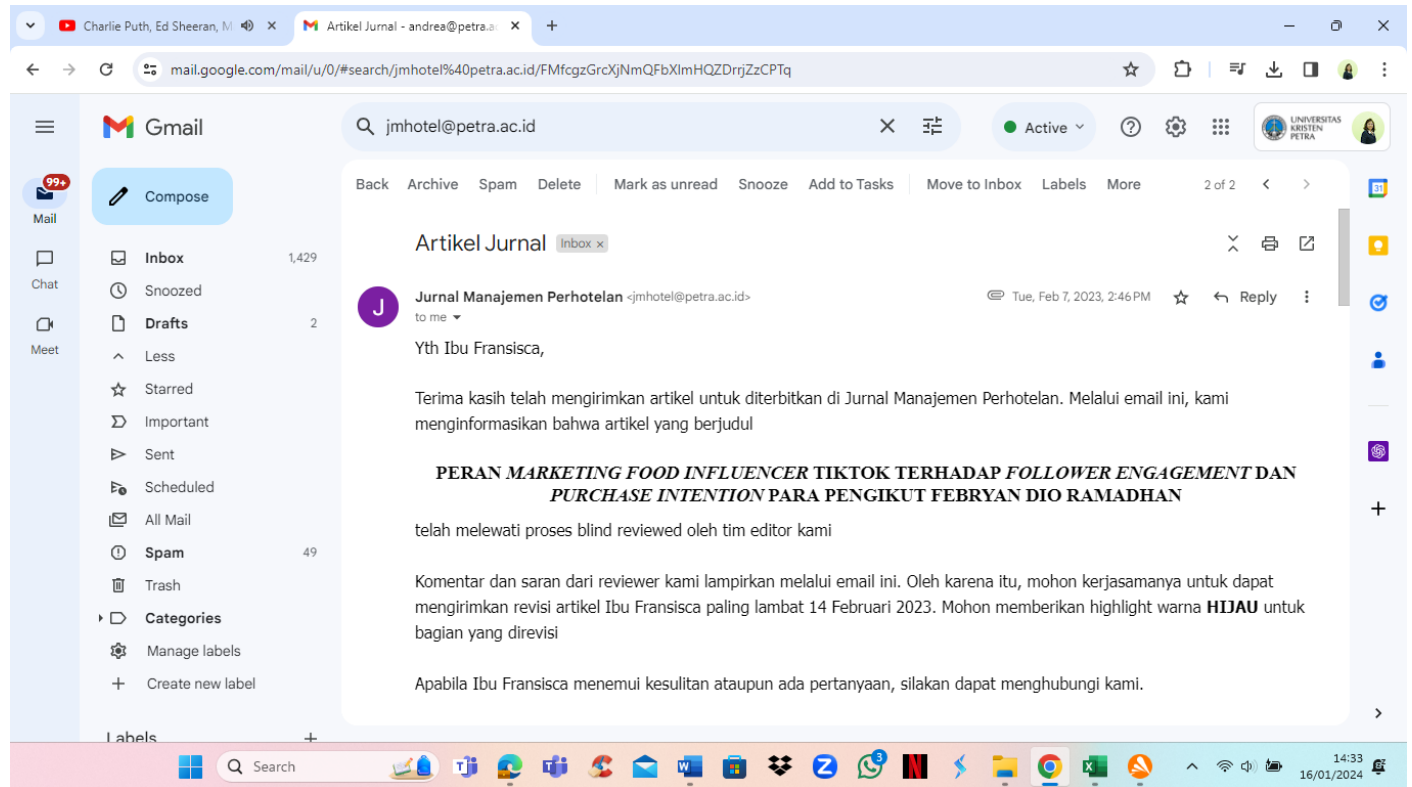 Charlie Puth, Ed Sheeran, M
Artikel Jurnal - andrea@petra.ac
mail.google.com/mail/u/0/#search/jmhotel%40petra.ac.id/FMfcgzGrcXjNmQFbXlmHQZDrrjZzCPTq
Gmail
jmhotel@petra.ac.id
Active
UNIVERSITAS
KRISTEN
PETRA
99+
Mail
Chat
Meet
Compose
Inbox 1,429
Snoozed
Drafts 2
Less
Starred
Important
Sent
Scheduled
All Mail
Spam 49
Trash
Categories
Manage labels
Create new label
Labels +
Back Archive Spam Delete Mark as unread Snooze Add to Tasks Move to Inbox Labels More 2 of 2
31
Artikel Jurnal Inbox x
J
Jurnal Manajemen Perhotelan <jmhotel@petra.ac.id> Tue, Feb 7, 2023, 2:46 PM Reply
to me
Yth Ibu Fransisca,
Terima kasih telah mengirimkan artikel untuk diterbitkan di Jurnal Manajemen Perhotelan. Melalui email ini, kami
menginformasikan bahwa artikel yang berjudul
PERAN MARKETING FOOD INFLUENCER TIKTOK TERHADAP FOLLOWER ENGAGEMENT DAN
PURCHASE INTENTION PARA PENGIKUT FEBRYAN DIO RAMADHAN
telah melewati proses blind reviewed oleh tim editor kami
Komentar dan saran dari reviewer kami lampirkan melalui email ini. Oleh karena itu, mohon kerjasamanya untuk dapat
mengirimkan revisi artikel Ibu Fransisca paling lambat 14 Februari 2023. Mohon memberikan highlight warna HIJAU untuk
bagian yang direvisi
Apabila Ibu Fransisca menemui kesulitan ataupun ada pertanyaan, silakan dapat menghubungi kami.
Search
3
14:33
16/01/2024